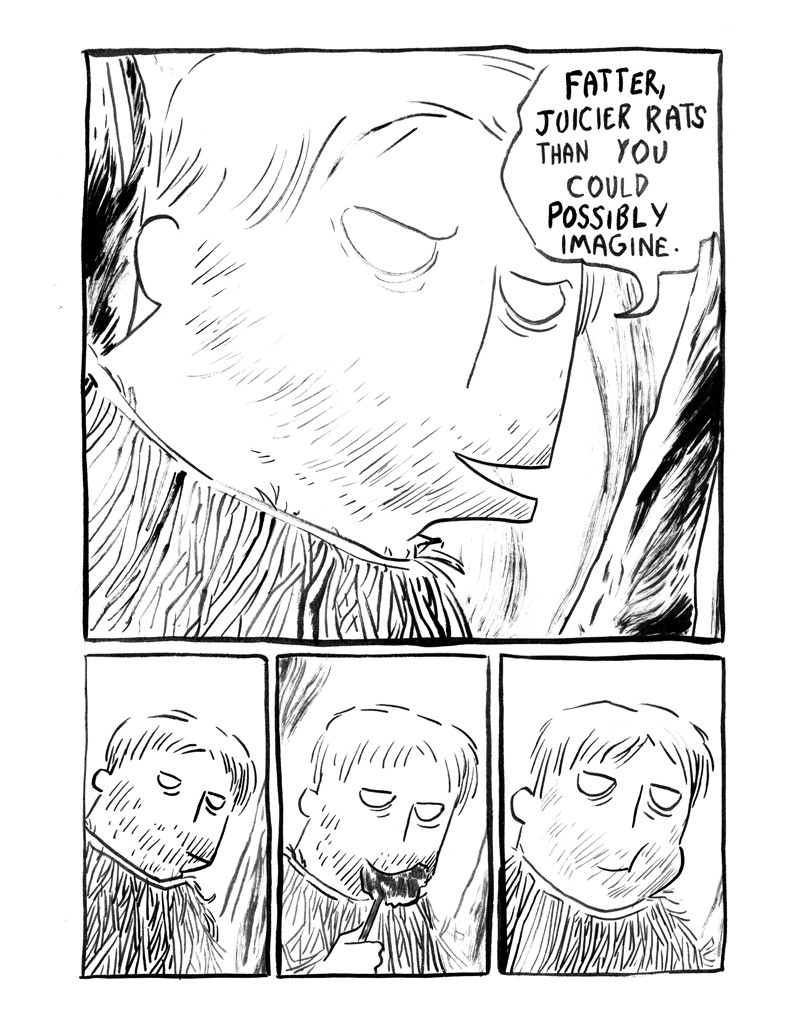 FATTER,
JUICIER RATS
THAN YOU
COULD
POSSIBLY
IMAGINE.